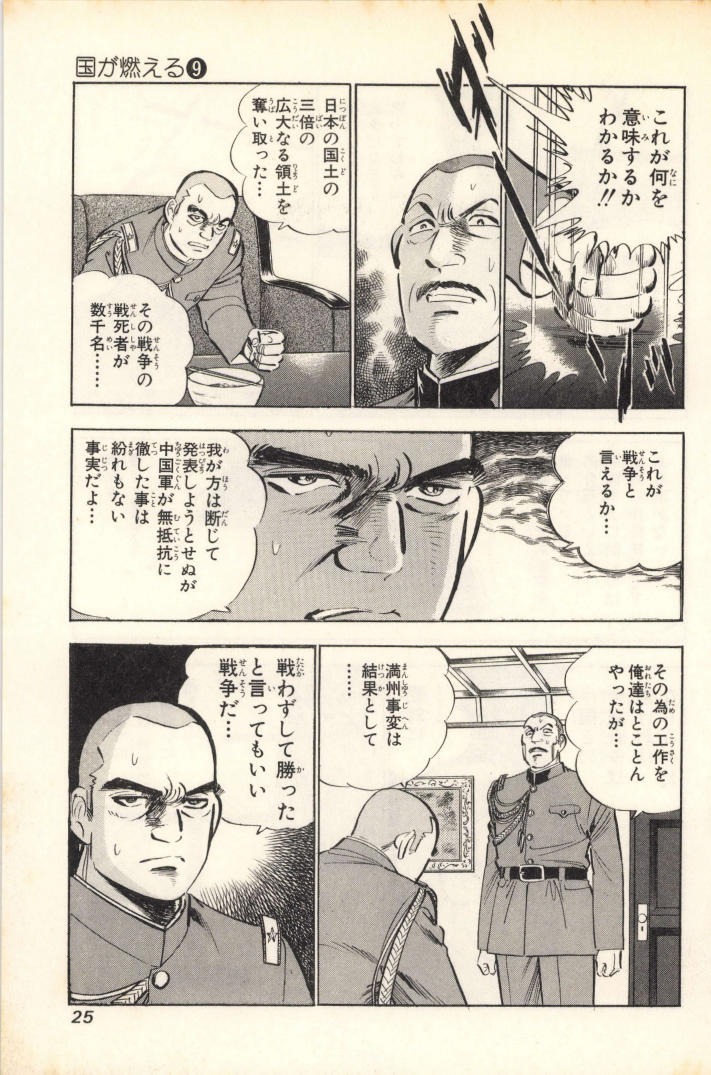 国が燃える❾
これが何を
意味するか
わかるか!!
日本の国土の
三倍の
広大なる領土を
奪い取った…
その戦争の
戦死者が
数千名……
これが
戦争と
言えるか…
我が方は断じて
発表しようとせぬが
中国軍が無抵抗に
徹した事は
紛れもない
事実だよ…
その為の工作を
俺達はとことん
やったが…
満州事変は
結果として
……
戦わずして勝った
と言ってもいい
戦争だ…
25